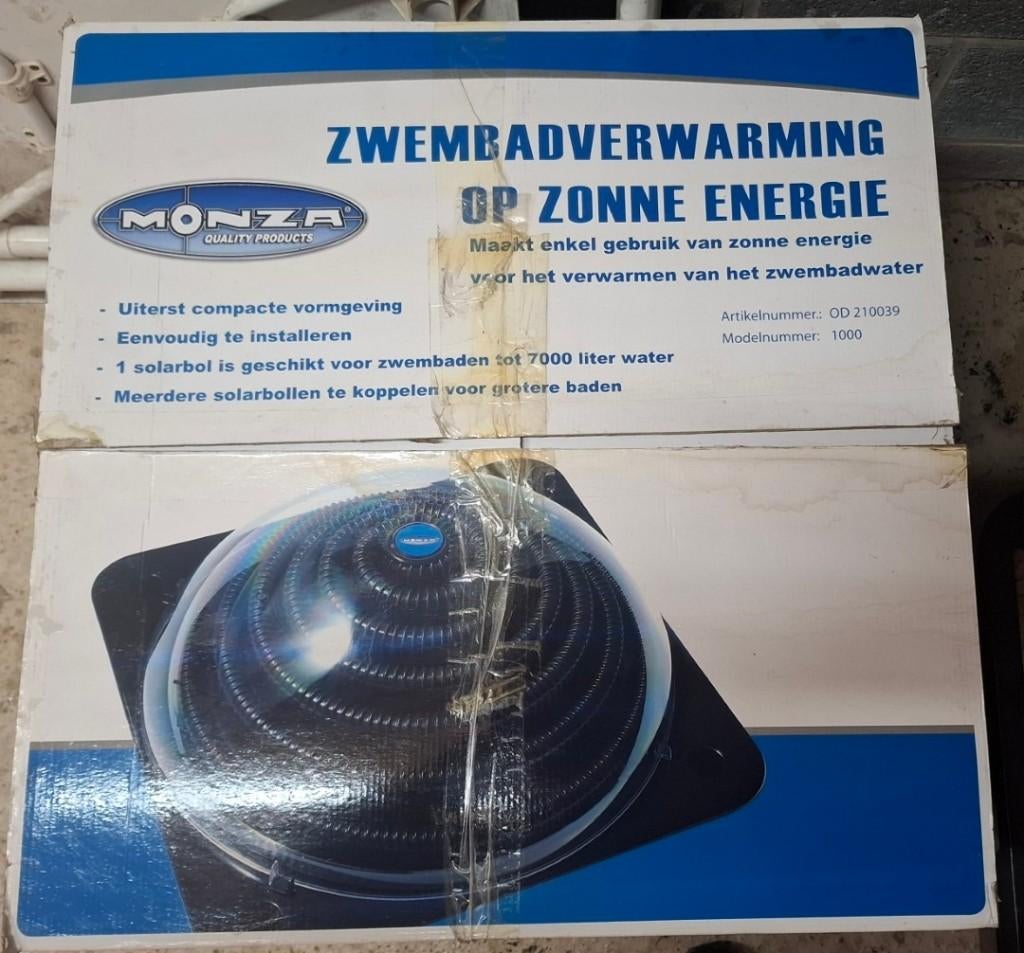 ZWEMBADVERWARMING
OP ZONNE ENERGIE
MONZA®
QUALITY PRODUCTS
Maakt enkel gebruik van zonne energie
voor het verwarmen van het zwembadwater
- Uiterst compacte vormgeving
- Eenvoudig te installeren
- 1 solarbol is geschikt voor zwembaden tot 7000 liter water
- Meerdere solarbollen te koppelen voor grotere baden
Artikelnummer.: OD 210039
Modelnummer: 1000
MONZA